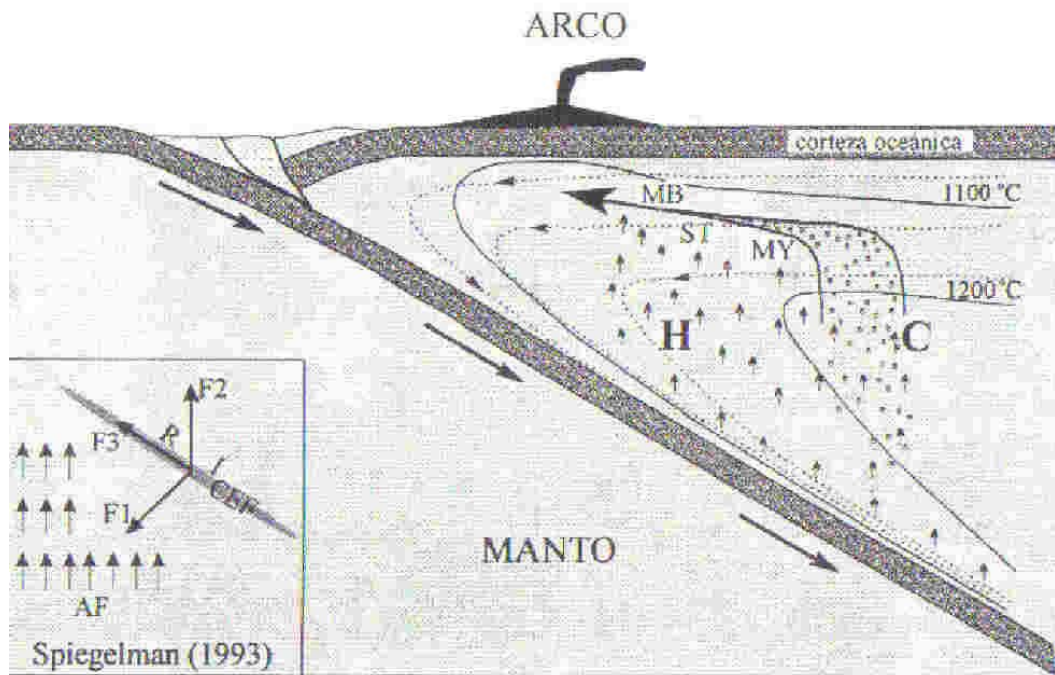 ARCO
corteza oceánica
1100 °C
MB
ST
MY
1200 °C
H
C
F2
F3
F1
AF
MANTO
Spiegelman (1993)